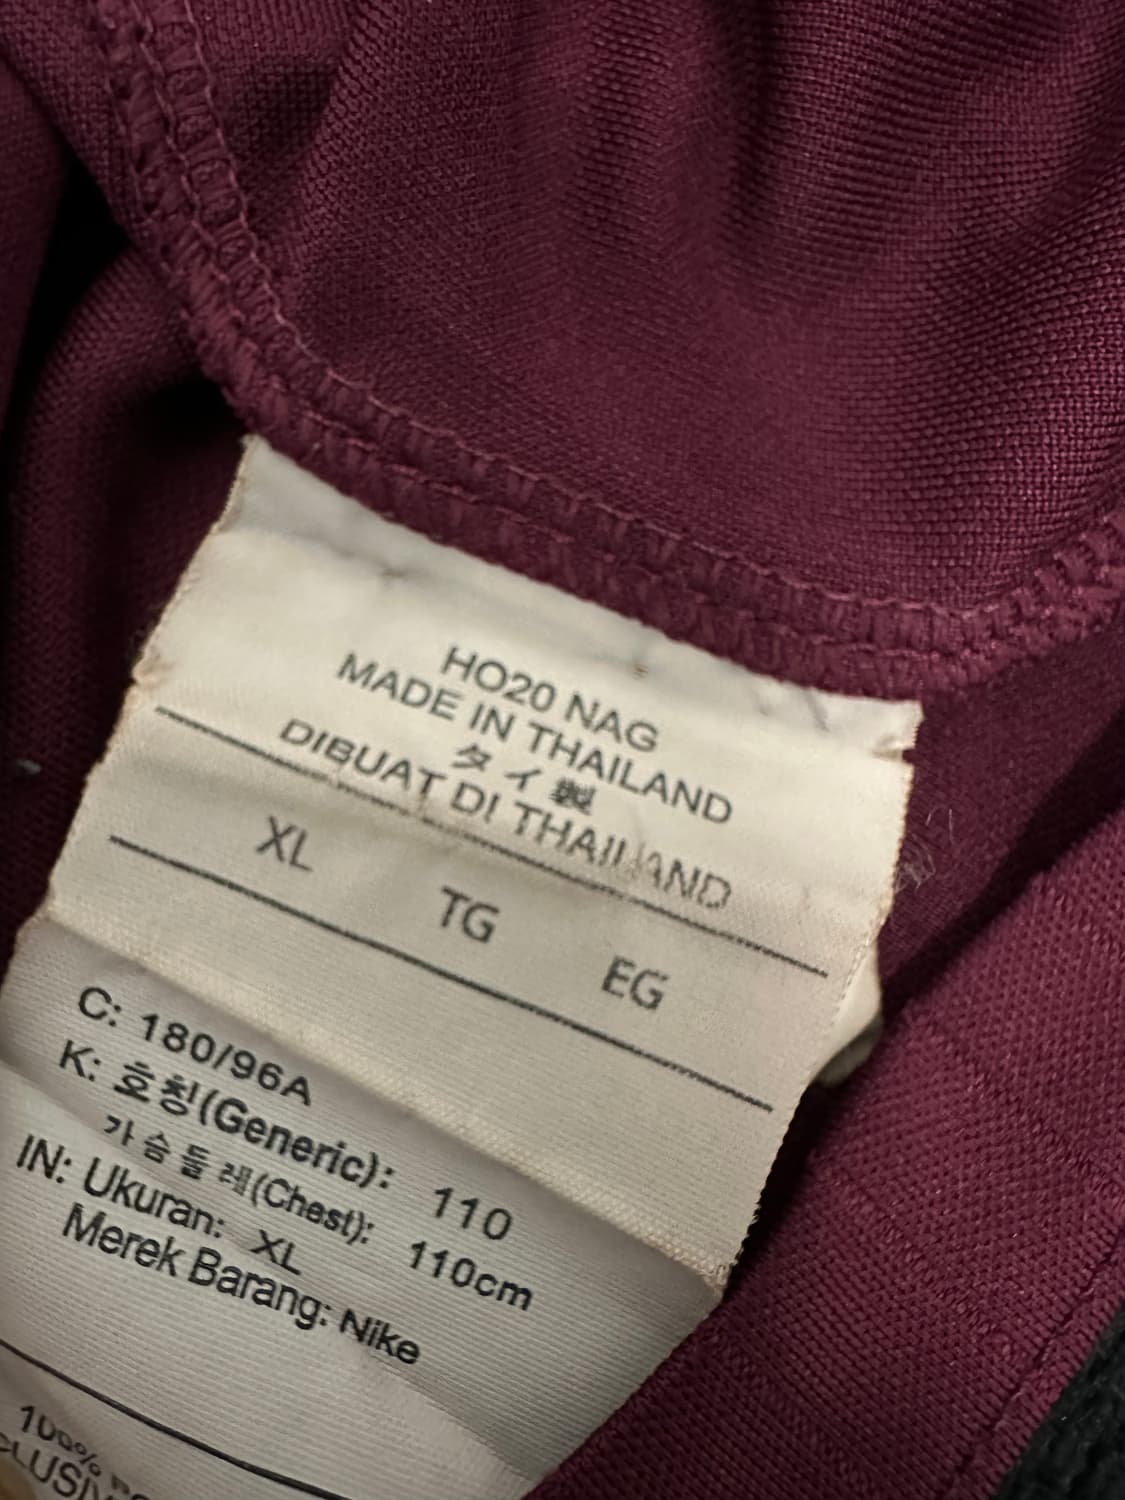 HO20 NAG
MADE IN THAILAND
タイ製
DIBUAT DI THAILAND
XL TG EG
C: 180/96A
K: 호칭(Generic): 110
가슴둘레(Chest): 110cm
IN: Ukuran: XL
Merek Barang: Nike
100%